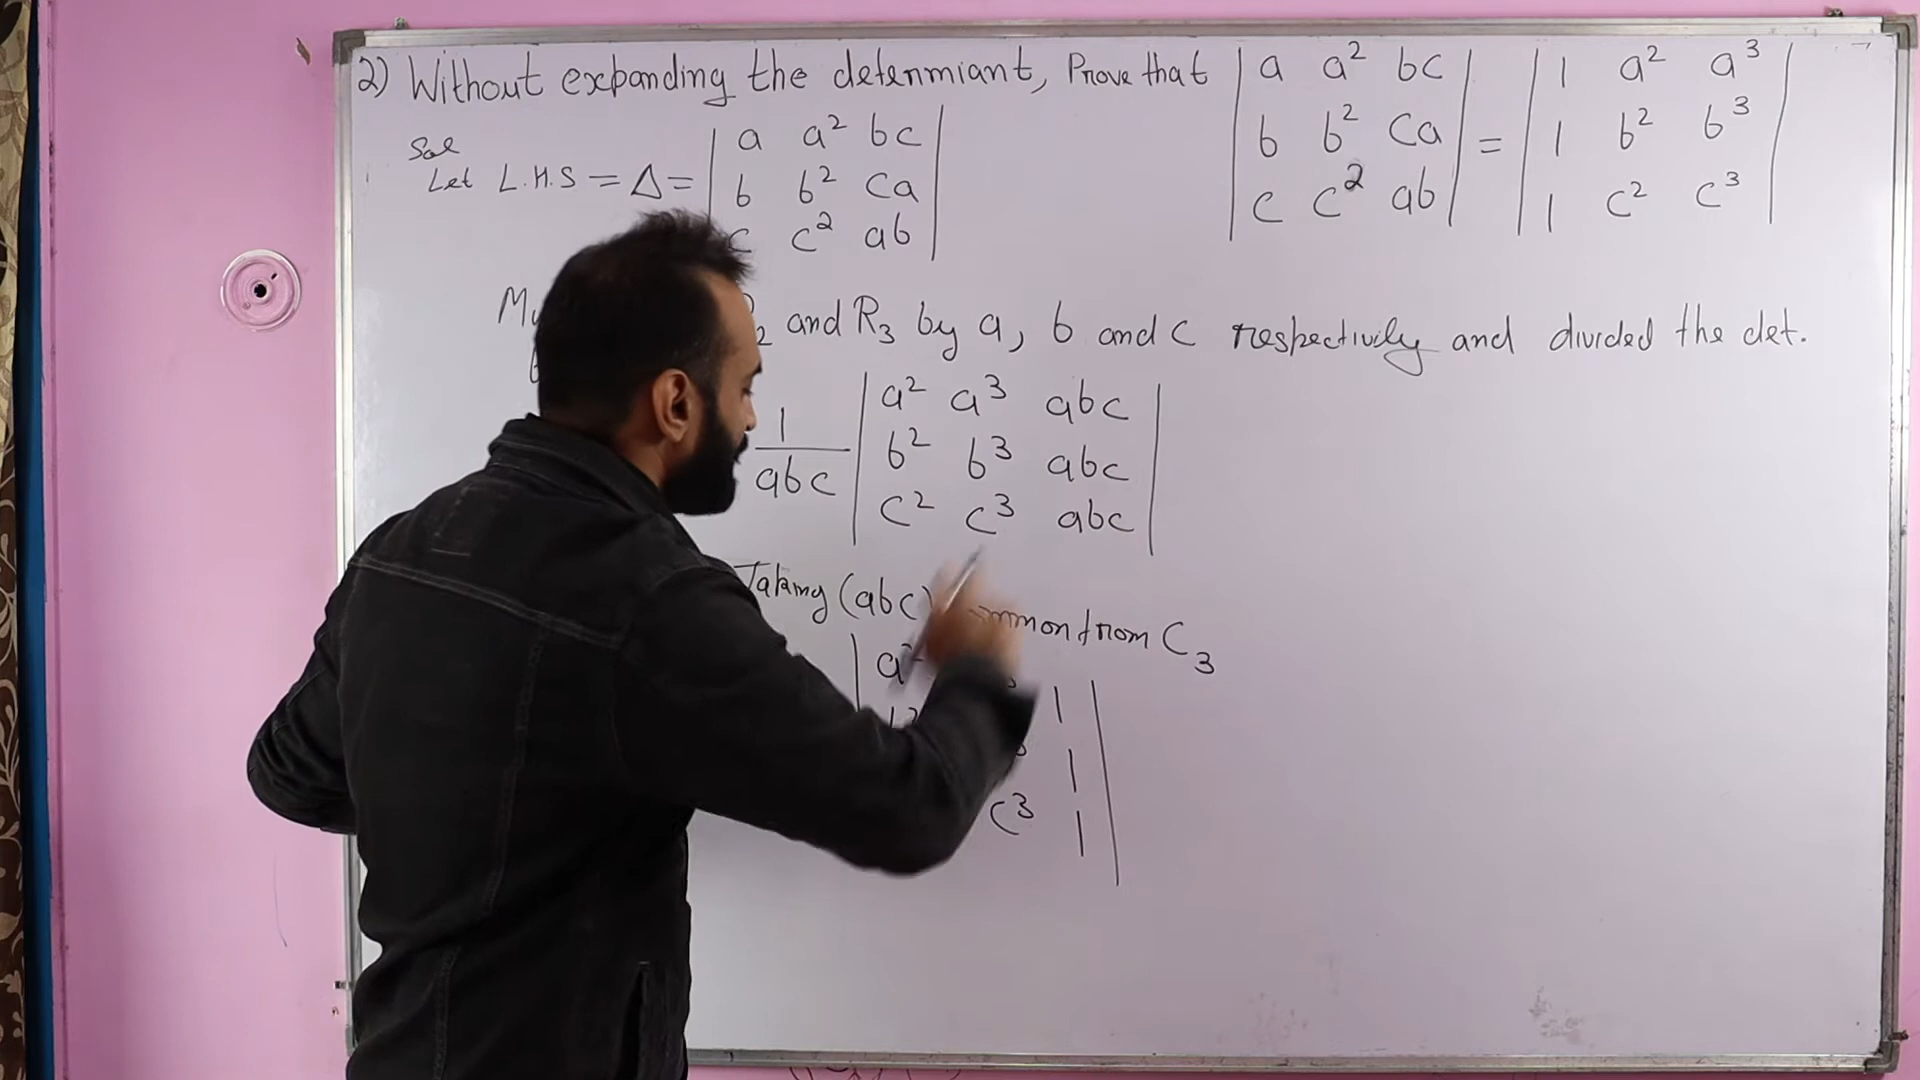 2) Without expanding the detenmiant, Prove that | a a² bc | = | 1 a² a³ |
| b b² ca | | 1 b² b³ |
| c c² ab | | 1 c² c³ |
Sol
Let L.H.S = Δ = | a a² bc |
| b b² ca |
| c c² ab |
and R₃ by a, b and c respectively and divided the det.
1/abc | a² a³ abc |
| b² b³ abc |
| c² c³ abc |
Taking (abc) from C₃
| a² 1 |
1 |
c³ 1 |